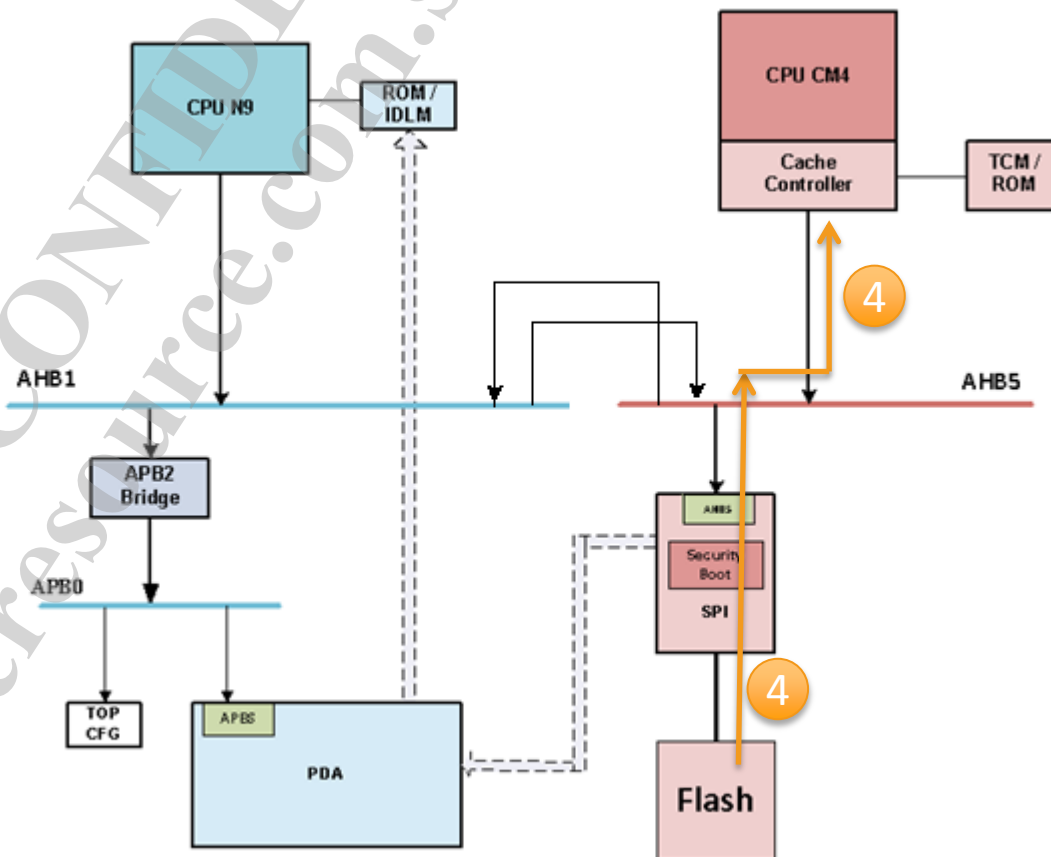 CPU N9
ROM /
IDLM
CPU CM4
Cache
Controller
TCM /
ROM
4
AHB1
AHB5
APB2
Bridge
AHBS
Security
Boot
SPI
APB0
4
TOP
CFG
APBS
PDA
Flash